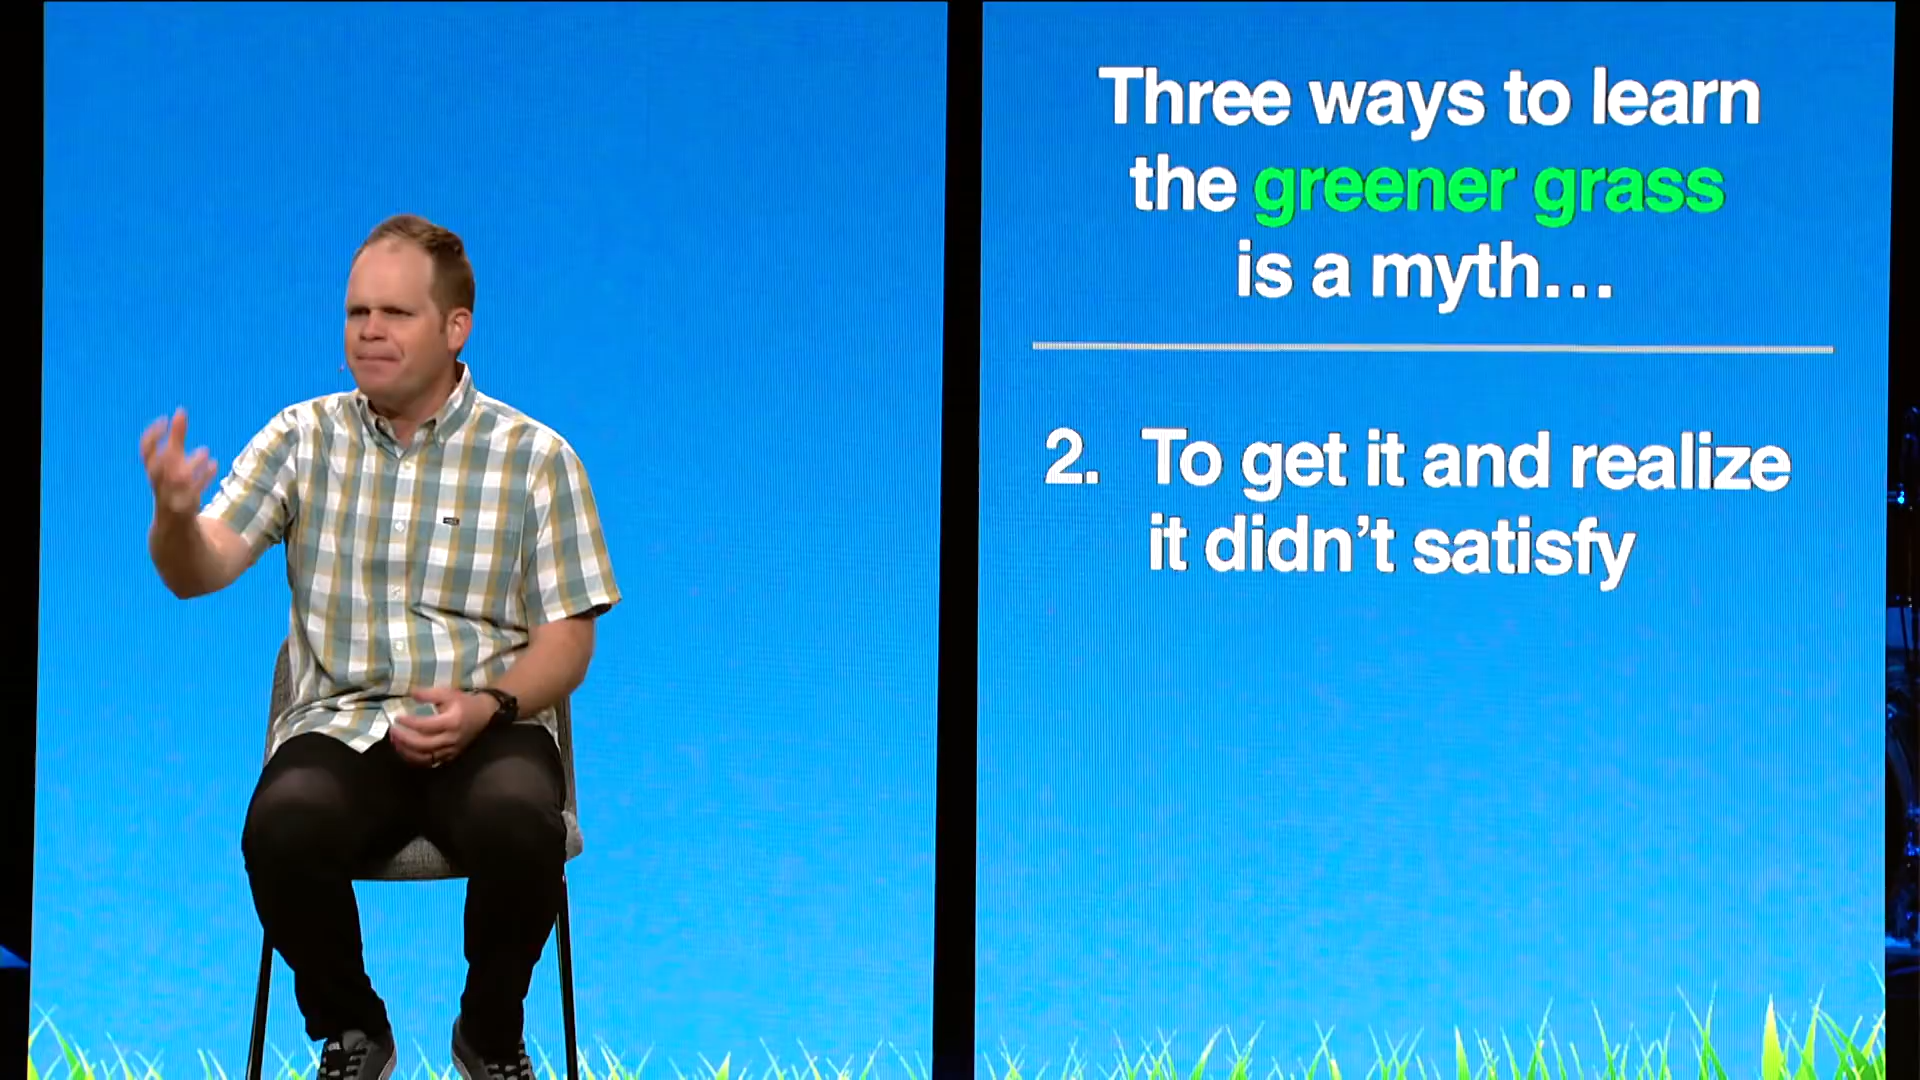 Three ways to learn
the greener grass
is a myth...
2. To get it and realize
it didn't satisfy